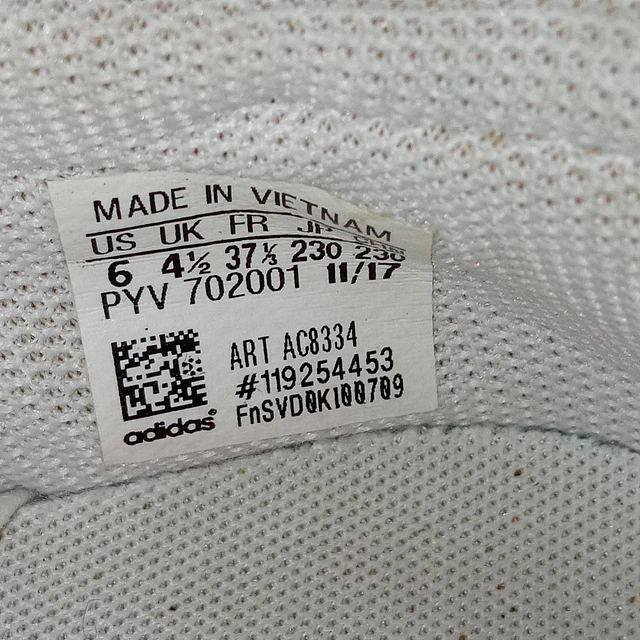 MADE IN VIETNAM
US UK FR JP
6 4½ 37⅓ 230 230
PYV 702001 11/17
ART AC8334
#119254453
FnSVD0K100709
adidas